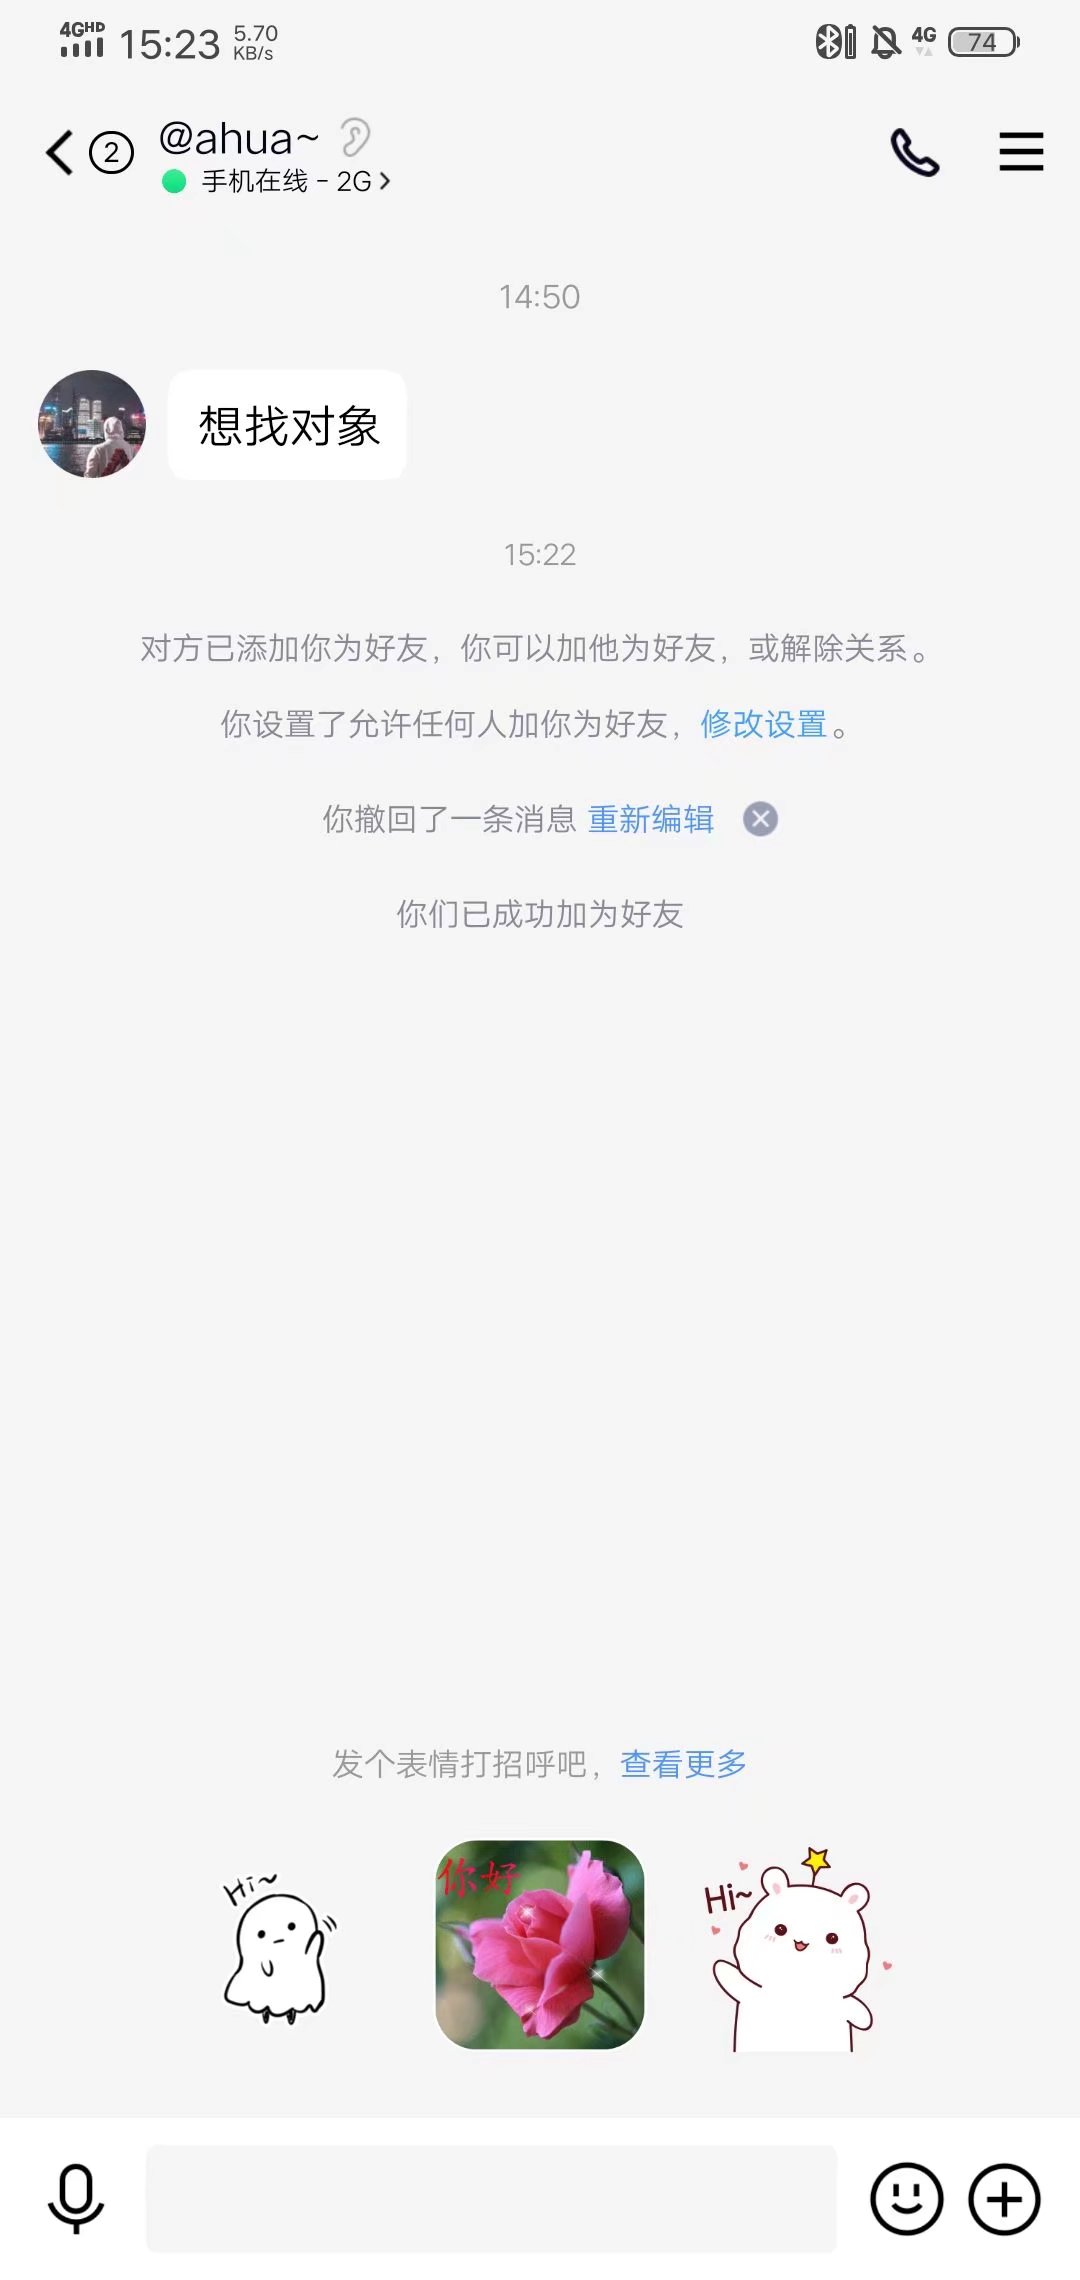 4GHD 15:23 5.70 KB/s 4G 74
2 @ahua~
手机在线 - 2G
14:50
想找对象
15:22
对方已添加你为好友，你可以加他为好友，或解除关系。
你设置了允许任何人加你为好友，修改设置。
你撤回了一条消息 重新编辑
你们已成功加为好友
发个表情打招呼吧，查看更多
Hi~
你好
Hi~